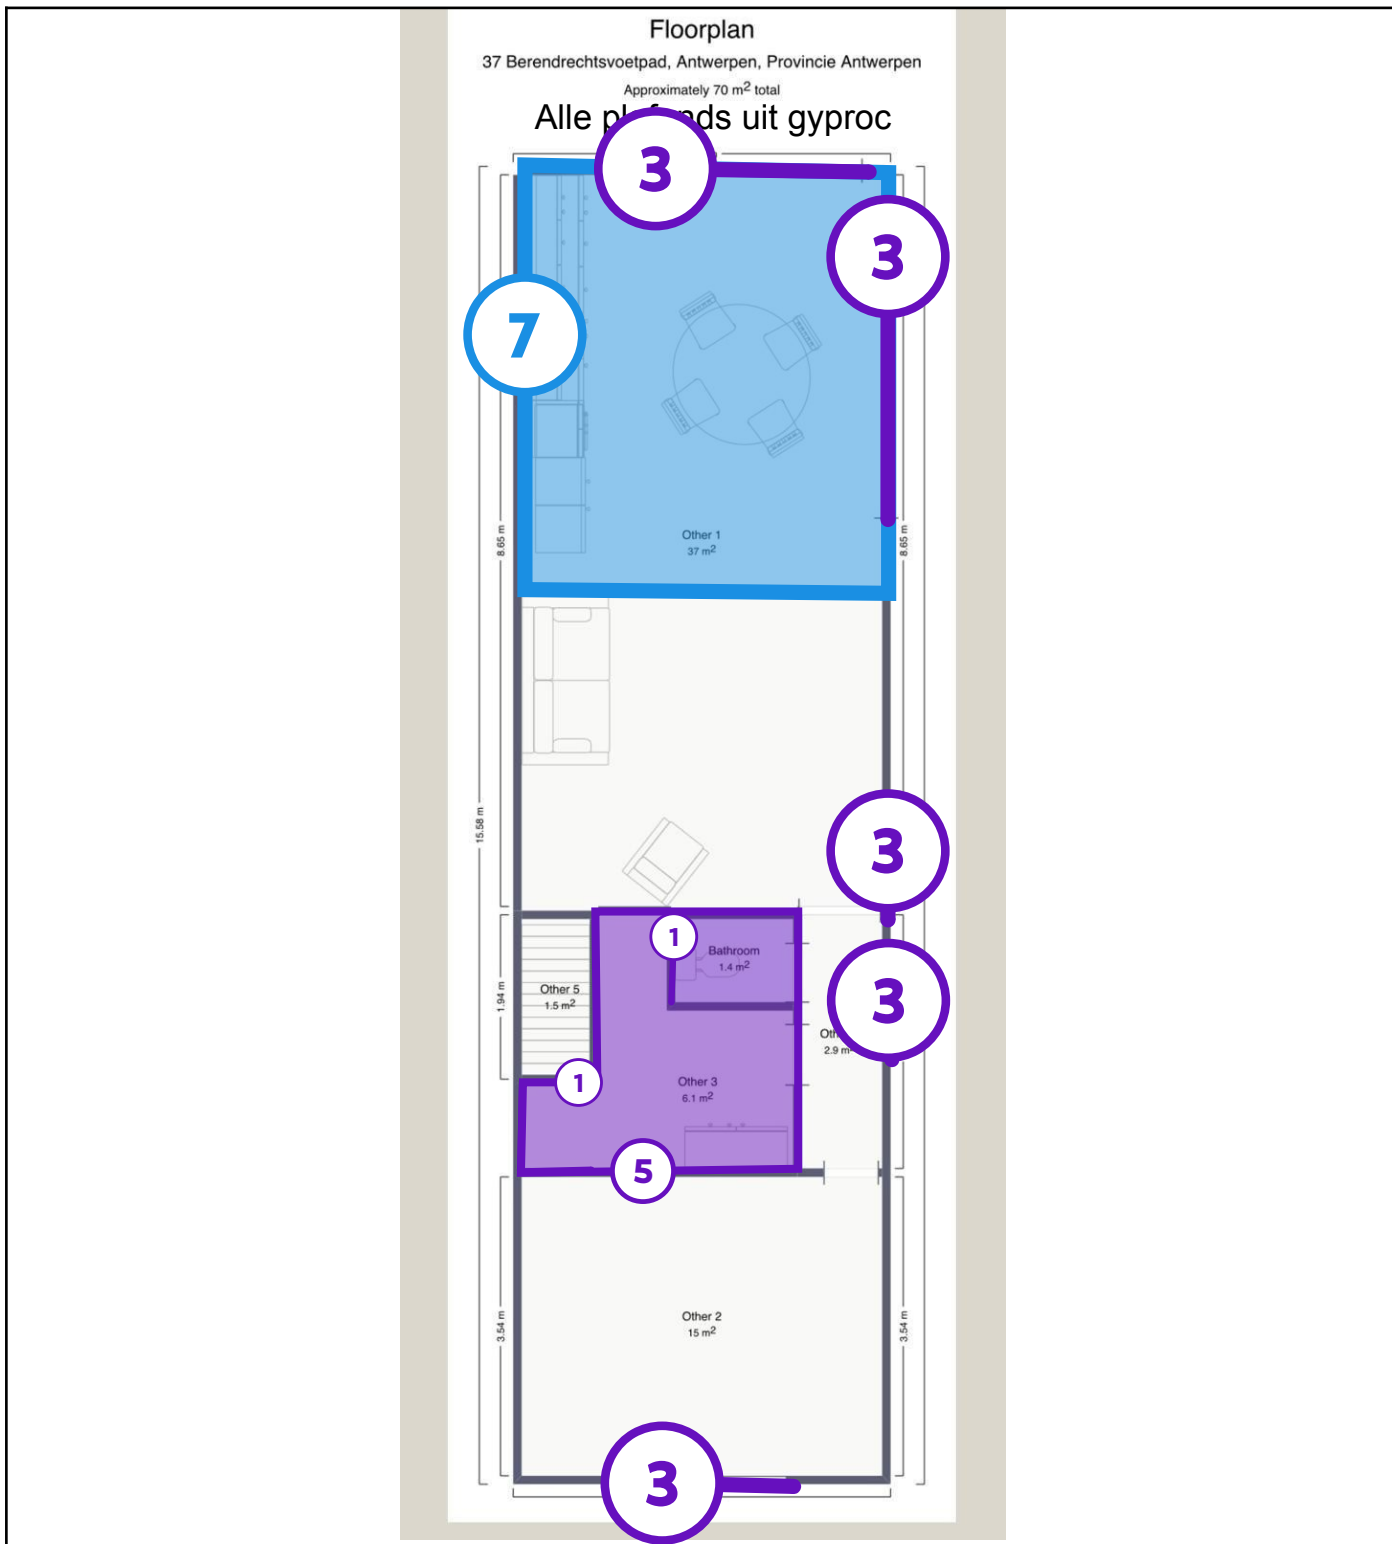 Floorplan
37 Berendrechtsvoetpad, Antwerpen, Provincie Antwerpen
Approximately 70 m² total
Alle uit gyproc
3
3
7
Other 1
37 m²
8.65 m
8.65 m
15.58 m
3
1
Bathroom
1.4 m²
3
Other 5
1.5 m²
1.94 m
2.9 m
1
Other 3
6.1 m²
5
Other 2
15 m²
3.54 m
3.54 m
3